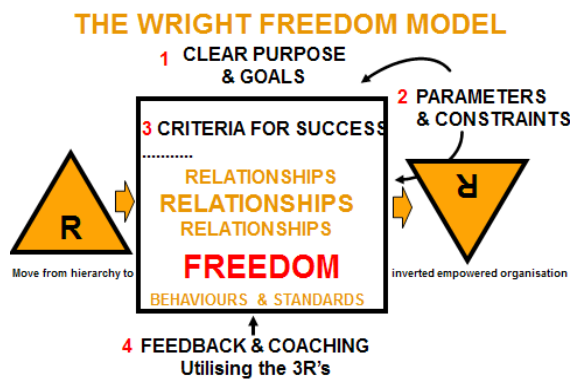 THE WRIGHT FREEDOM MODEL
1 CLEAR PURPOSE
& GOALS
2 PARAMETERS
& CONSTRAINTS
3 CRITERIA FOR SUCCESS
...........
RELATIONSHIPS
RELATIONSHIPS
RELATIONSHIPS
R
R
FREEDOM
Move from hierarchy to
inverted empowered organisation
BEHAVIOURS & STANDARDS
4 FEEDBACK & COACHING
Utilising the 3R's